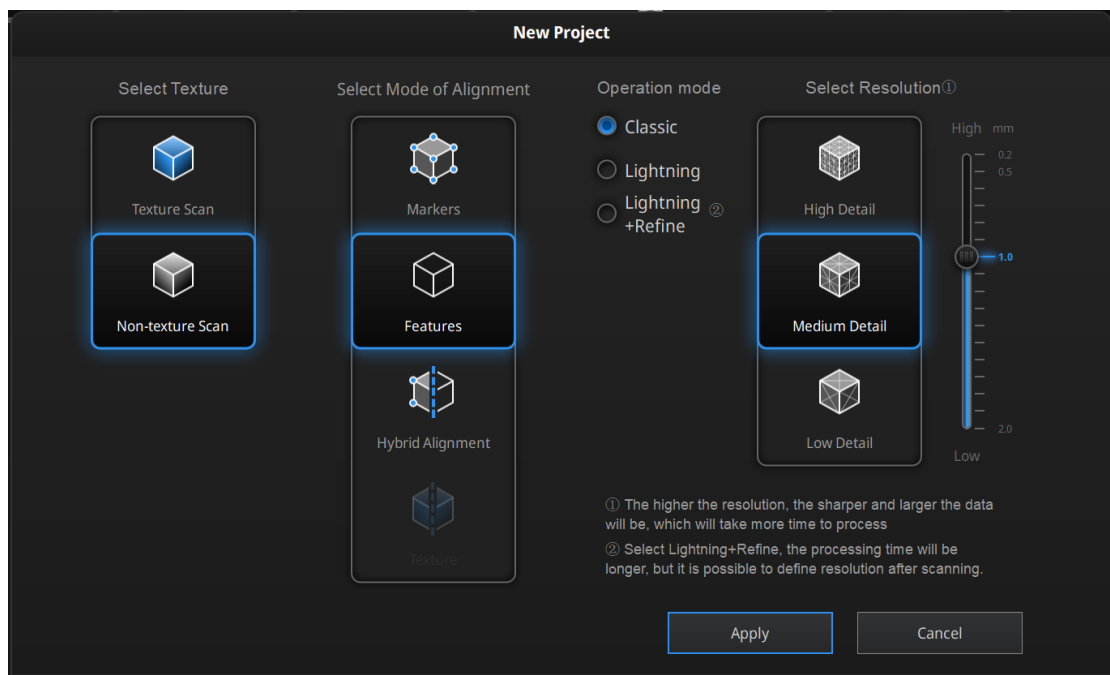 New Project
Select Texture
Texture Scan
Non-texture Scan
Select Mode of Alignment
Markers
Features
Hybrid Alignment
Texture
Operation mode
Classic
Lightning
Lightning ②
+Refine
Select Resolution①
High Detail
Medium Detail
Low Detail
High mm
0.2
0.5
1.0
2.0
Low
① The higher the resolution, the sharper and larger the data
will be, which will take more time to process
② Select Lightning+Refine, the processing time will be
longer, but it is possible to define resolution after scanning.
Apply
Cancel